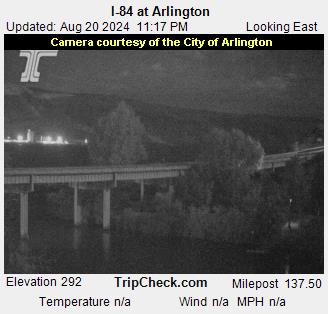 I-84 at Arlington
Updated: Aug 20 2024 11:17 PM Looking East
Camera courtesy of the City of Arlington
Elevation 292 TripCheck.com Milepost 137.50
Temperature n/a Wind n/a MPH n/a